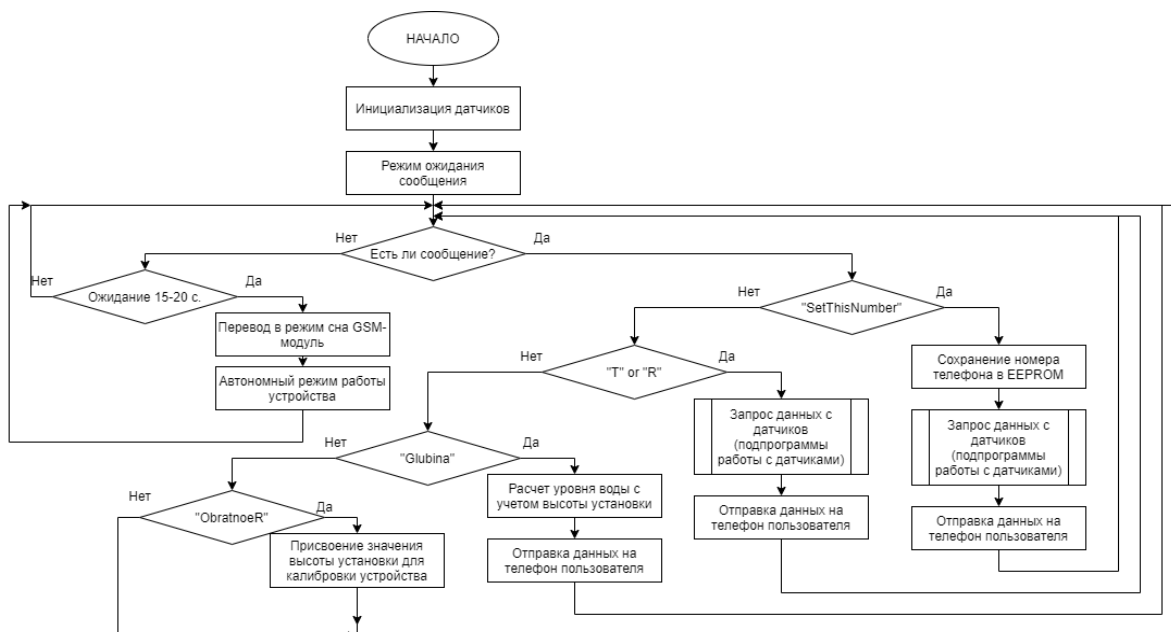 НАЧАЛО
Инициализация датчиков
Режим ожидания
сообщения
Нет
Есть ли сообщение?
Да
Нет
Ожидание 15-20 с.
Да
Перевод в режим сна GSM-
модуль
Автономный режим работы
устройства
Нет
"SetThisNumber"
Да
Сохранение номера
телефона в EEPROM
Запрос данных с
датчиков
(подпрограммы
работы с датчиками)
Отправка данных на
телефон пользователя
Нет
"T" or "R"
Да
Запрос данных с
датчиков
(подпрограммы
работы с датчиками)
Отправка данных на
телефон пользователя
Нет
"Glubina"
Да
Расчет уровня воды с
учетом высоты установки
Отправка данных на
телефон пользователя
Нет
"ObratnoeR"
Да
Присвоение значения
высоты установки для
калибровки устройства